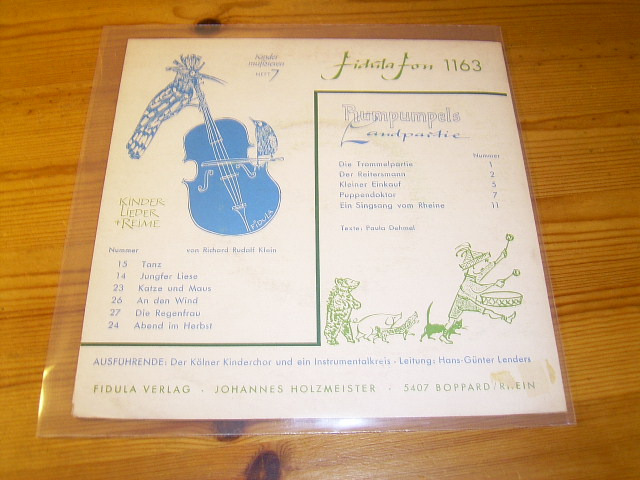 Kinder
musizieren
HEFT 7
fidula fon 1163
KINDER
LIEDER
+ REIME
FIDULA
Nummer von Richard Rudolf Klein
15 Tanz
14 Jungfer Liese
23 Katze und Maus
26 An den Wind
27 Die Regenfrau
24 Abend im Herbst
Rumpumpels
Landpartie
Nummer
Die Trommelpartie 1
Der Reitersmann 2
Kleiner Einkauf 5
Puppendoktor 7
Ein Singsang vom Rheine 11
Texte: Paula Dehmel
AUSFÜHRENDE: Der Kölner Kinderchor und ein Instrumentalkreis · Leitung: Hans-Günter Lenders
FIDULA VERLAG · JOHANNES HOLZMEISTER · 5407 BOPPARD/RHEIN